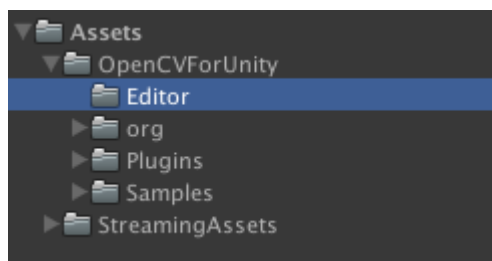 Assets
OpenCVForUnity
Editor
org
Plugins
Samples
StreamingAssets